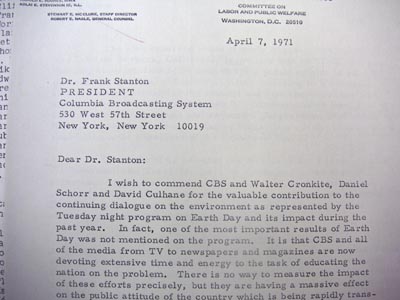 ADLAI E. STEVENSON III, ILL.
STEWART E. MCCLURE, STAFF DIRECTOR
ROBERT E. NAGLE, GENERAL COUNSEL
COMMITTEE ON
LABOR AND PUBLIC WELFARE
WASHINGTON, D.C. 20510
April 7, 1971
Dr. Frank Stanton
PRESIDENT
Columbia Broadcasting System
530 West 57th Street
New York, New York 10019
Dear Dr. Stanton:
I wish to commend CBS and Walter Cronkite, Daniel
Schorr and David Culhane for the valuable contribution to the
continuing dialogue on the environment as represented by the
Tuesday night program on Earth Day and its impact during the
past year. In fact, one of the most important results of Earth
Day was not mentioned on the program. It is that CBS and all
of the media from TV to newspapers and magazines are now
devoting extensive time and energy to the task of educating the
nation on the problem. There is no way to measure the impact
of these efforts precisely, but they are having a massive effect
on the public attitude of the country which is being rapidly trans-